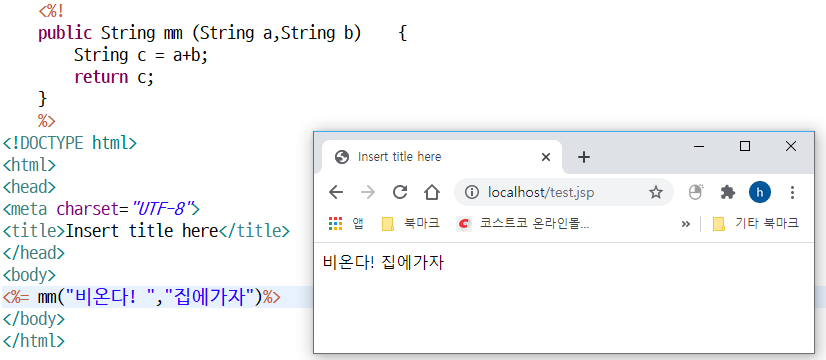 <%!
public String mm (String a,String b)    {
String c = a+b;
return c;
}
%>
<!DOCTYPE html>
<html>
<head>
<meta charset="UTF-8">
<title>Insert title here</title>
</head>
<body>
<%= mm("비온다! ","집에가자")%>
</body>
</html>
Insert title here
localhost/test.jsp
h
앱 북마크 코스트코 온라인몰... » 기타 북마크
비온다! 집에가자